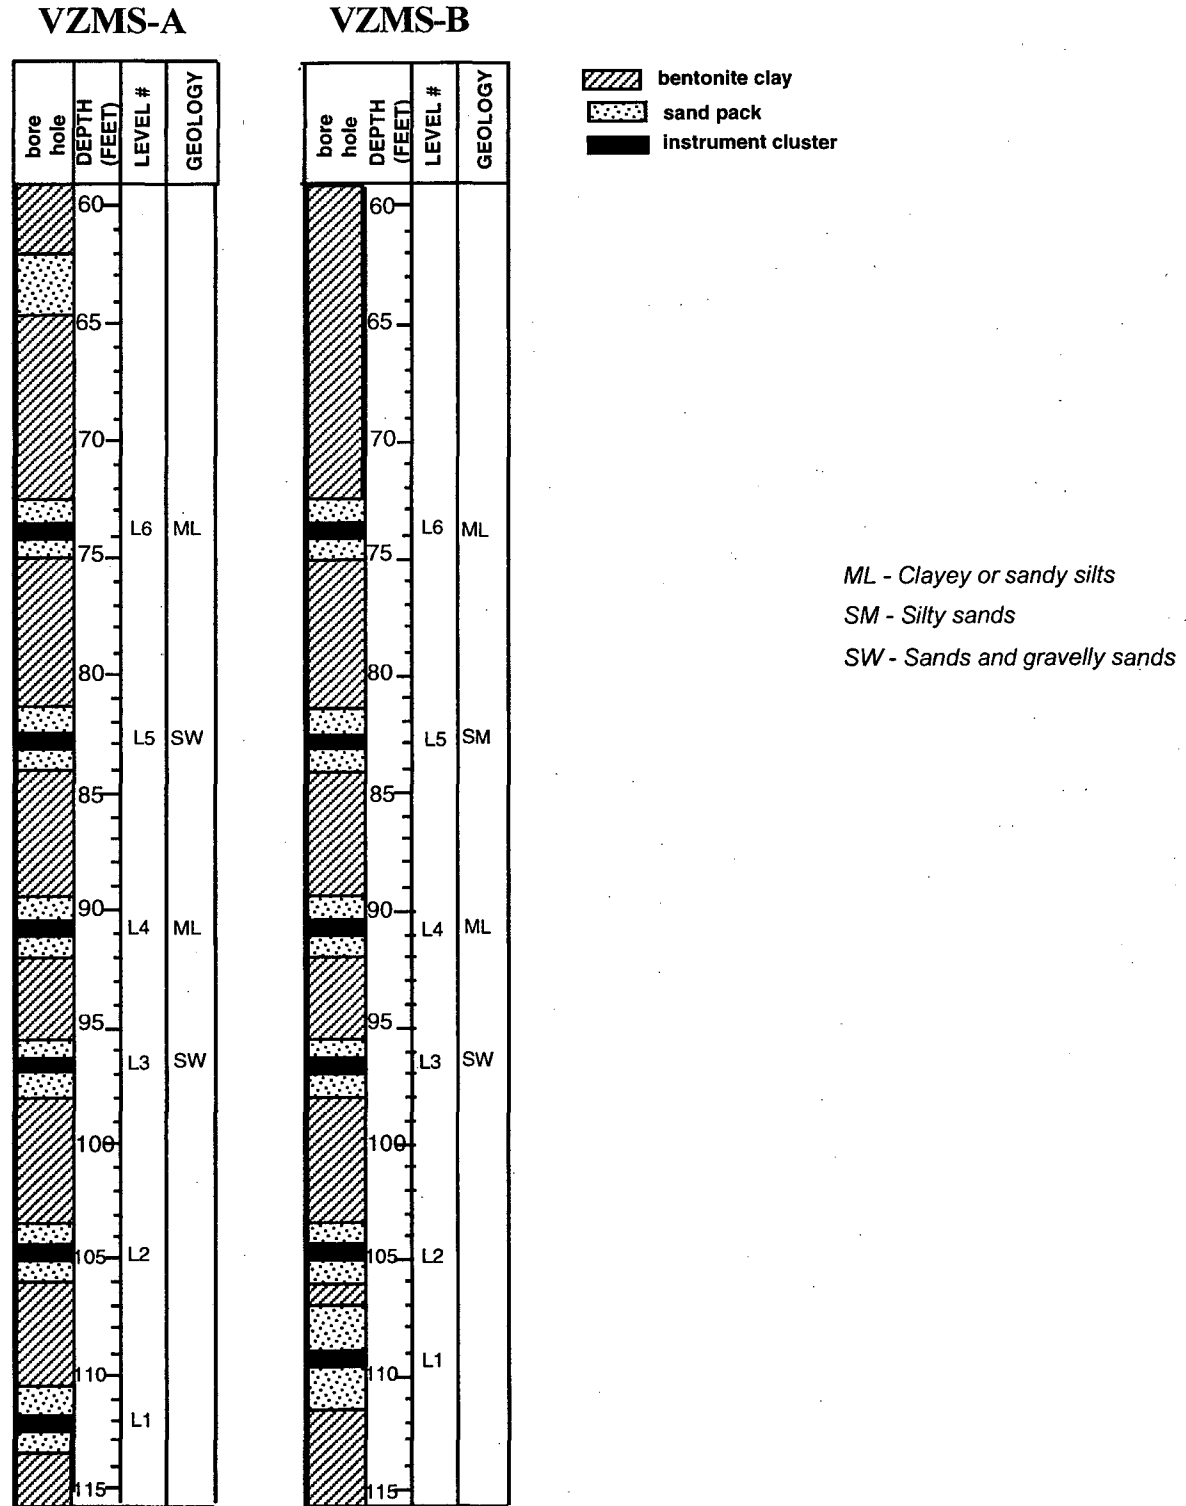 VZMS-A
bore hole
DEPTH (FEET)
LEVEL #
GEOLOGY
60
65
70
L6 ML
75
80
L5 SW
85
90
L4 ML
95
L3 SW
100
105 L2
110
L1
115
VZMS-B
bore hole
DEPTH (FEET)
LEVEL #
GEOLOGY
60
65
70
L6 ML
75
80
L5 SM
85
90
L4 ML
95
L3 SW
100
105 L2
L1
110
115
bentonite clay
sand pack
instrument cluster
ML - Clayey or sandy silts
SM - Silty sands
SW - Sands and gravelly sands